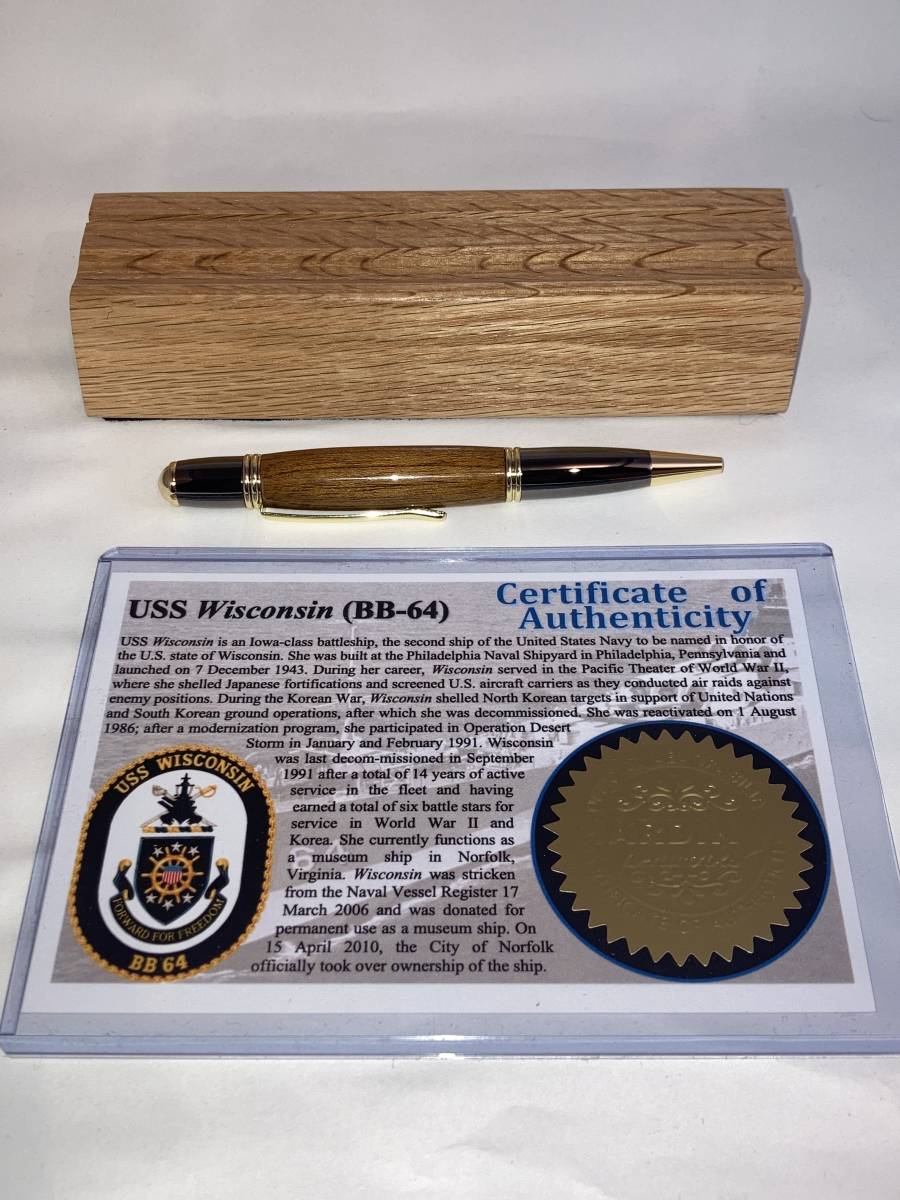 USS Wisconsin (BB-64)
Certificate of
Authenticity
USS Wisconsin is an Iowa-class battleship, the second ship of the United States Navy to be named in honor of
the U.S. state of Wisconsin. She was built at the Philadelphia Naval Shipyard in Philadelphia, Pennsylvania and
launched on 7 December 1943. During her career, Wisconsin served in the Pacific Theater of World War II,
where she shelled Japanese fortifications and screened U.S. aircraft carriers as they conducted air raids against
enemy positions. During the Korean War, Wisconsin shelled North Korean targets in support of United Nations
and South Korean ground operations, after which she was decommissioned. She was reactivated on 1 August
1986; after a modernization program, she participated in Operation Desert
Storm in January and February 1991. Wisconsin
was last decom-missioned in September
1991 after a total of 14 years of active
service in the fleet and having
earned a total of six battle stars for
service in World War II and
Korea. She currently functions as
a museum ship in Norfolk,
Virginia. Wisconsin was stricken
from the Naval Vessel Register 17
March 2006 and was donated for
permanent use as a museum ship. On
15 April 2010, the City of Norfolk
officially took over ownership of the ship.
USS WISCONSIN
FORWARD FOR FREEDOM
BB 64